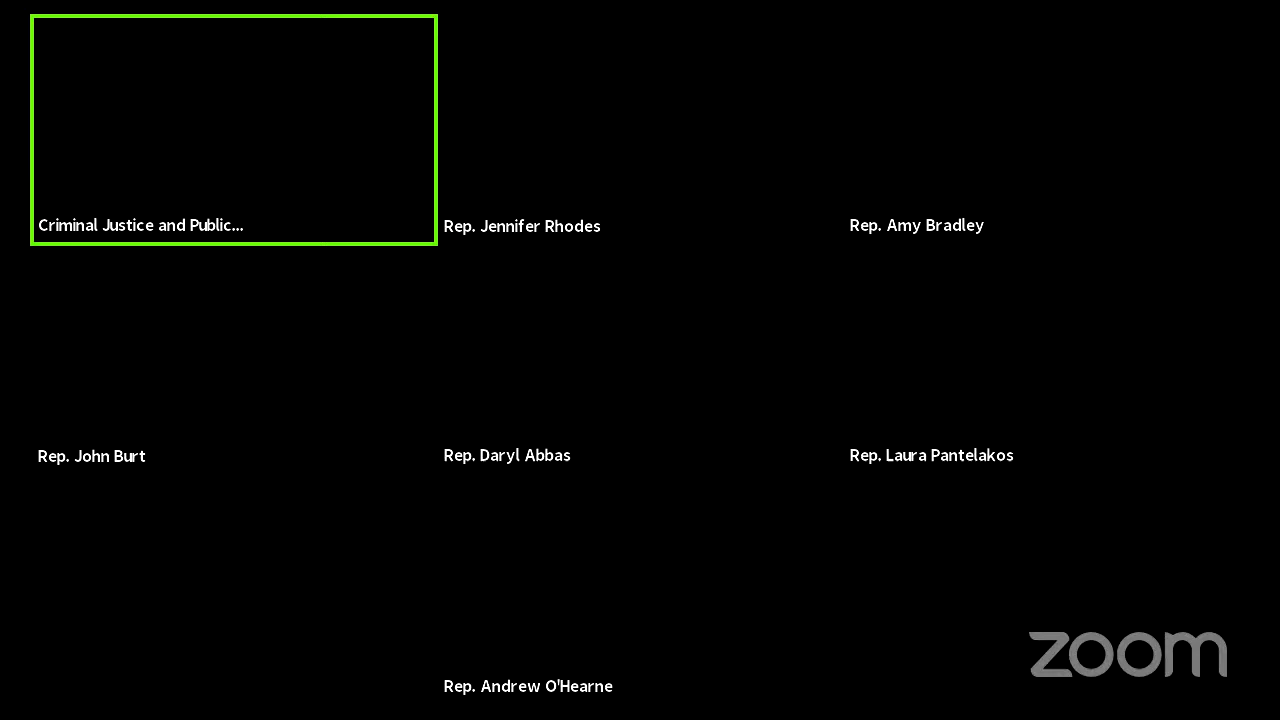 Criminal Justice and Public...
Rep. Jennifer Rhodes
Rep. Amy Bradley
Rep. John Burt
Rep. Daryl Abbas
Rep. Laura Pantelakos
zoom
Rep. Andrew O'Hearne